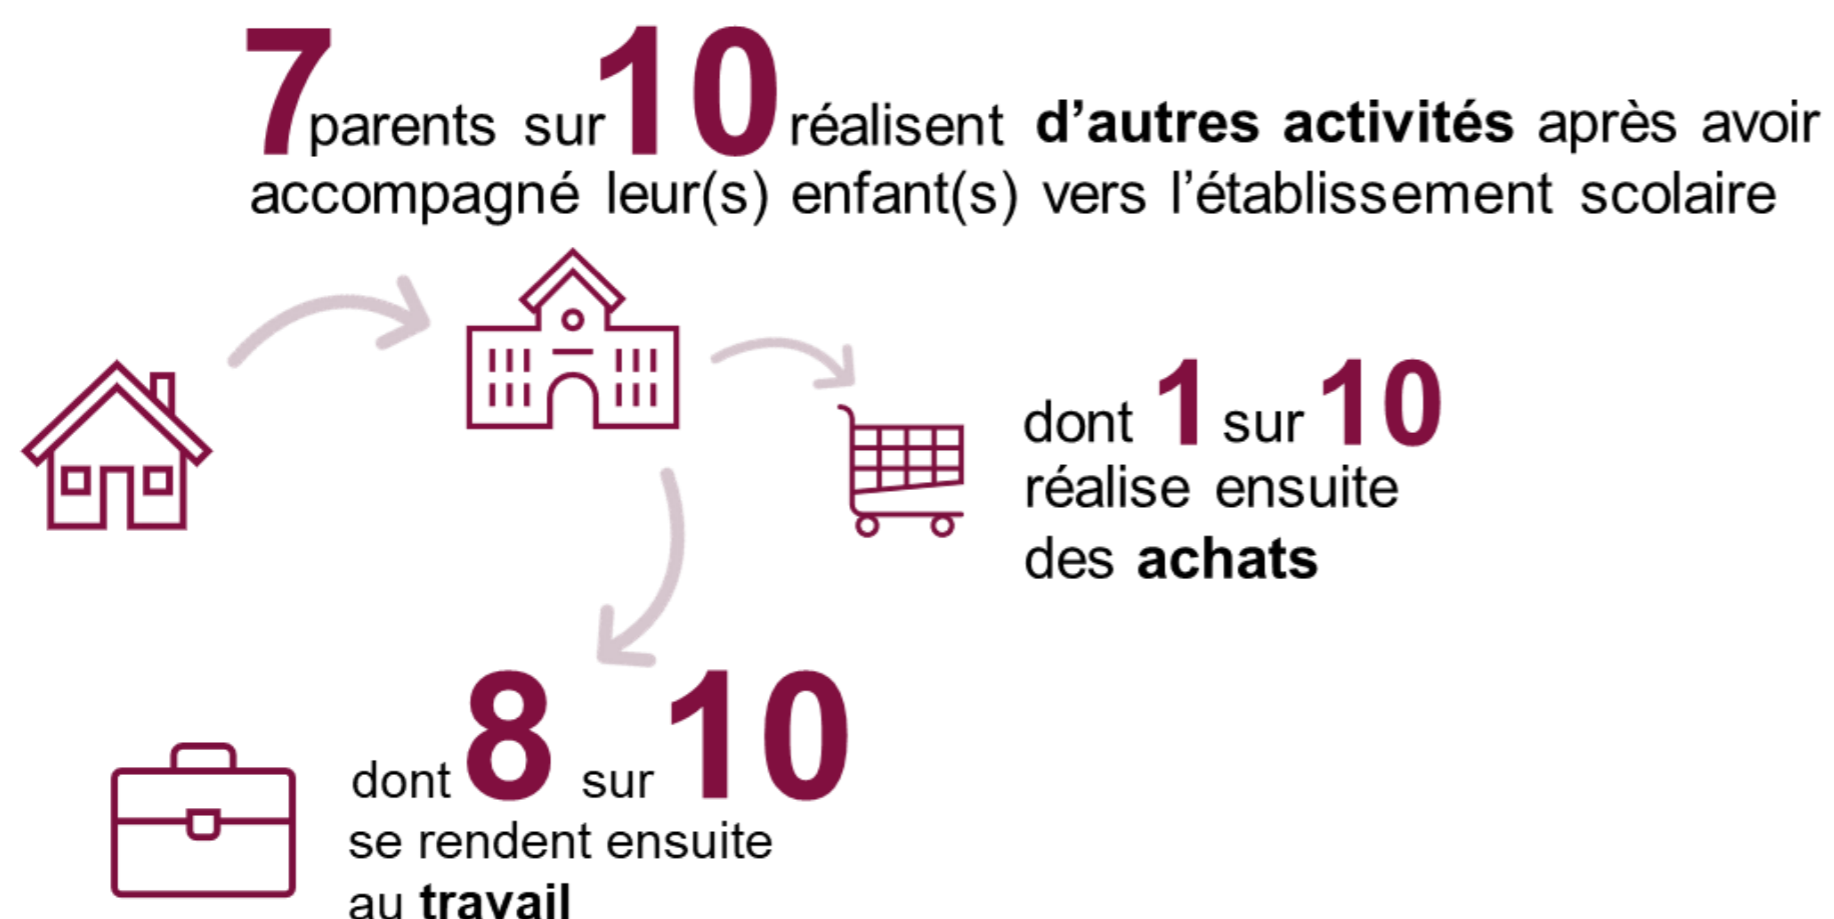 7 parents sur 10 réalisent d’autres activités après avoir
accompagné leur(s) enfant(s) vers l’établissement scolaire
dont 1 sur 10
réalise ensuite
des achats
dont 8 sur 10
se rendent ensuite
au travail